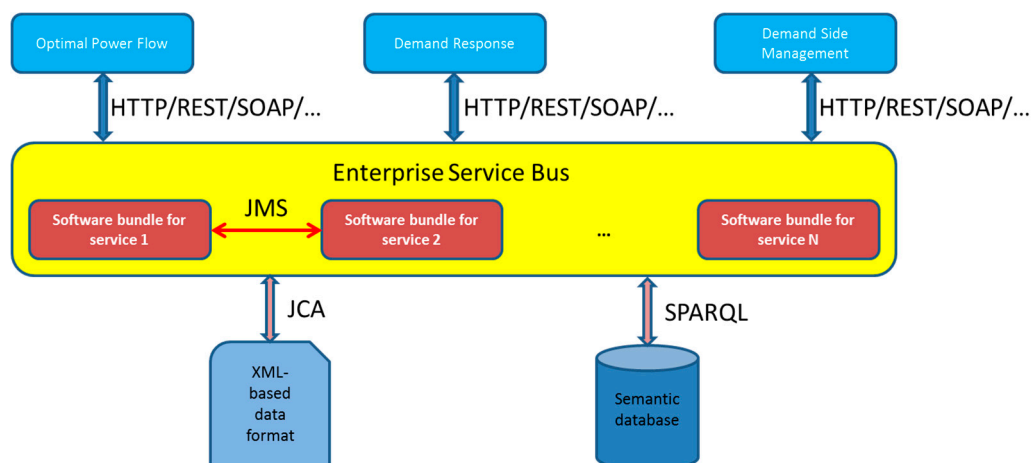 Optimal Power Flow
Demand Response
Demand Side
Management
HTTP/REST/SOAP/...
HTTP/REST/SOAP/...
HTTP/REST/SOAP/...
Enterprise Service Bus
Software bundle for
service 1
JMS
Software bundle for
service 2
...
Software bundle for
service N
JCA
SPARQL
XML-
based
data
format
Semantic
database